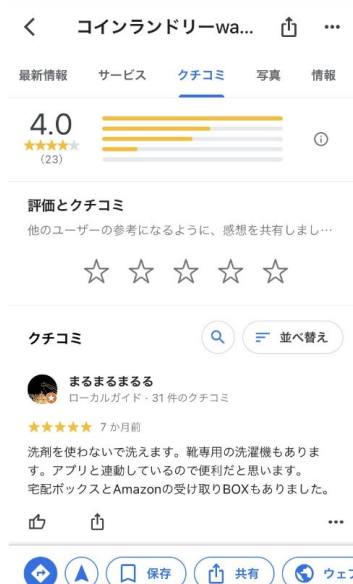 コインランドリーwa...
最新情報 サービス クチコミ 写真 情報
4.0
(23)
評価とクチコミ
他のユーザーの参考になるように、感想を共有しまし…
クチコミ
並べ替え
まるまるまるる
ローカルガイド・31 件のクチコミ
7 か月前
洗剤を使わないで洗えます。靴専用の洗濯機もありま
す。アプリと連動しているので便利だと思います。
宅配ボックスとAmazonの受け取りBOXもありました。
保存 共有 ウェブ